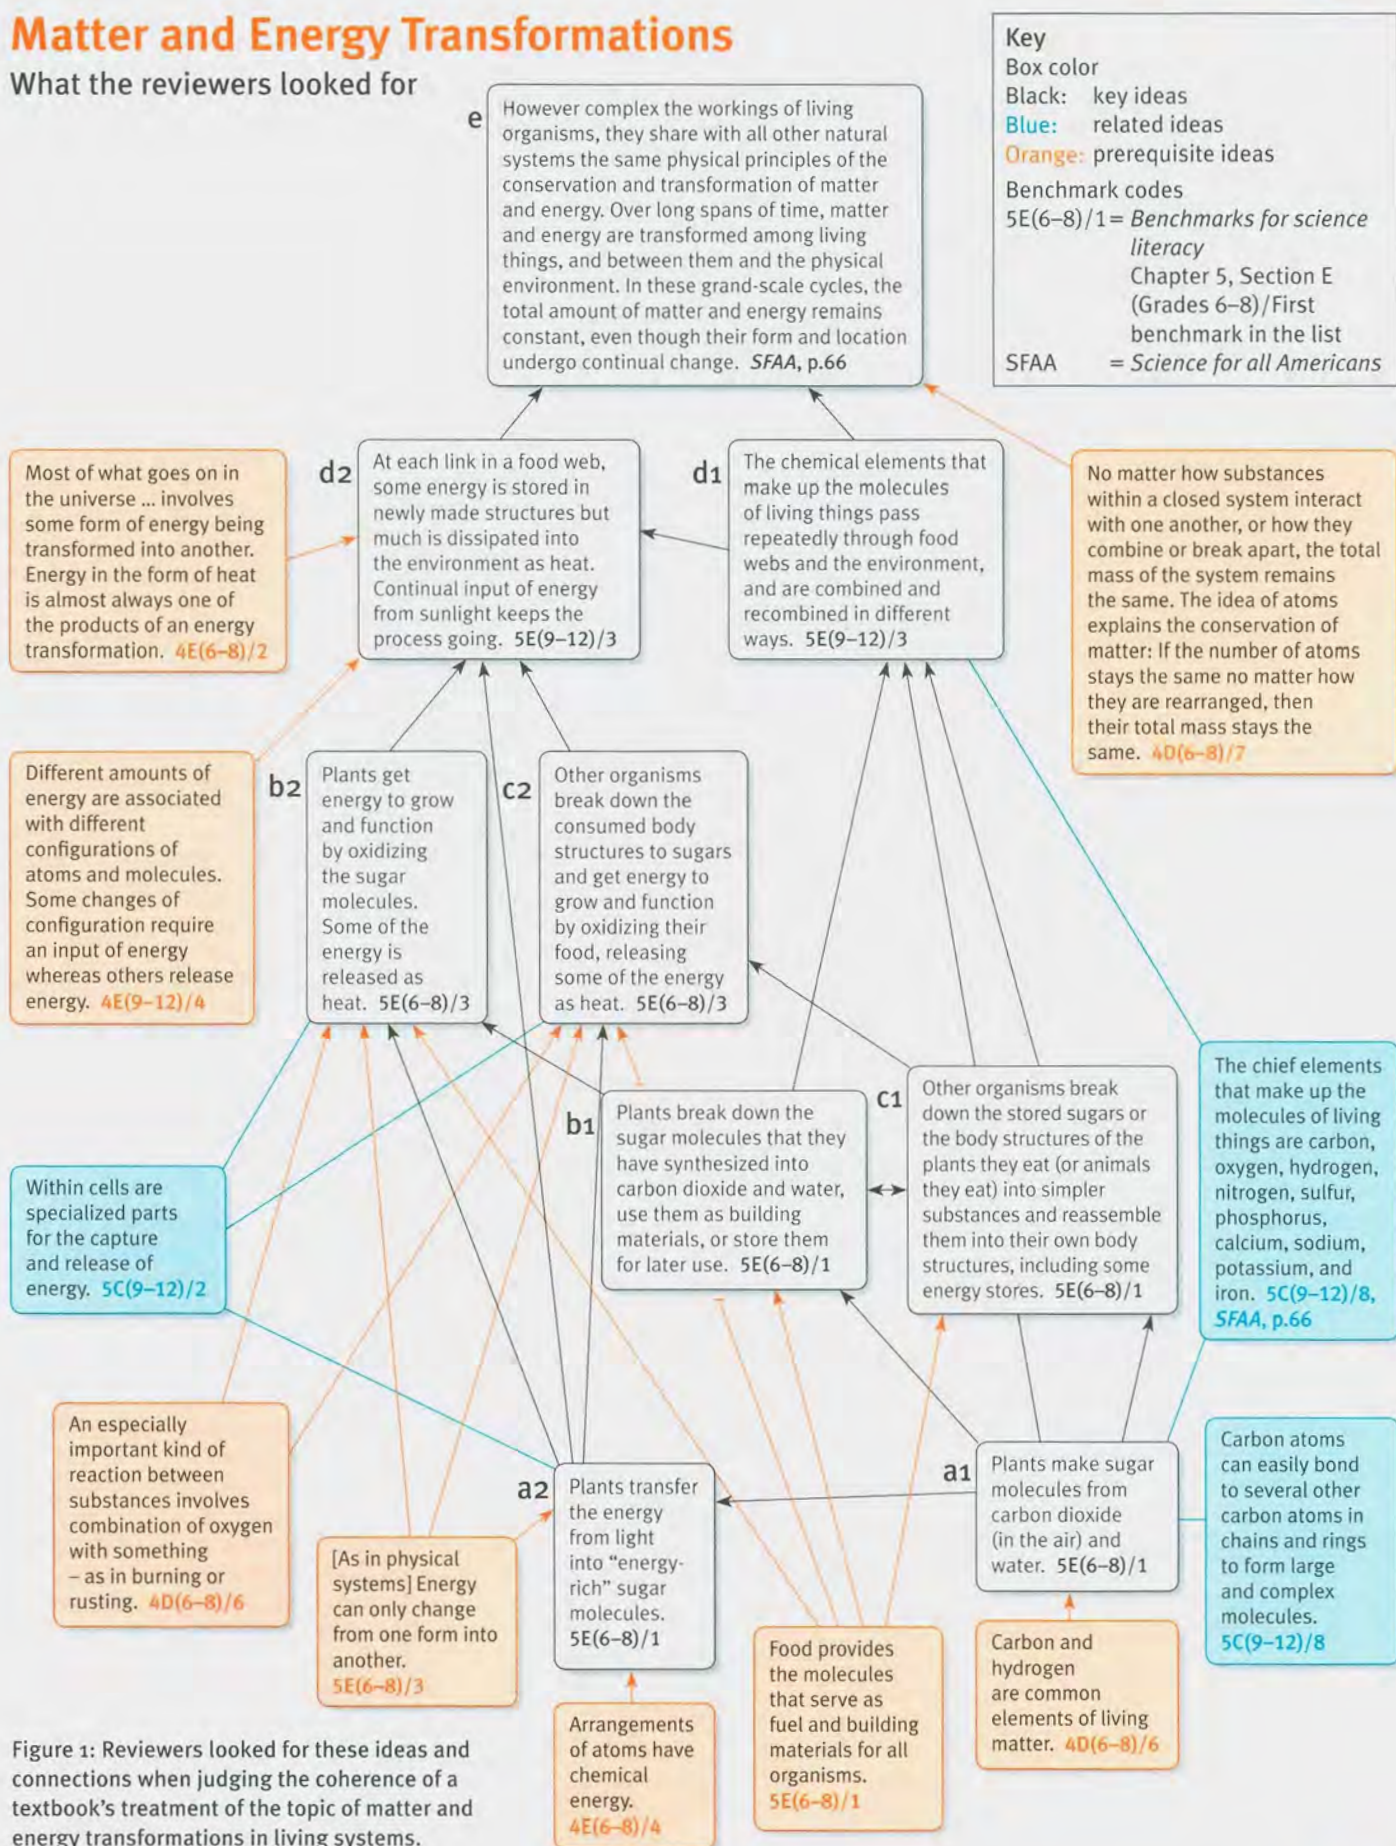 Matter and Energy Transformations
What the reviewers looked for
Key
Box color
Black: key ideas
Blue: related ideas
Orange: prerequisite ideas
Benchmark codes
5E(6–8)/1= Benchmarks for science
literacy
Chapter 5, Section E
(Grades 6–8)/First
benchmark in the list
SFAA = Science for all Americans
e
However complex the workings of living
organisms, they share with all other natural
systems the same physical principles of the
conservation and transformation of matter
and energy. Over long spans of time, matter
and energy are transformed among living
things, and between them and the physical
environment. In these grand-scale cycles, the
total amount of matter and energy remains
constant, even though their form and location
undergo continual change. SFAA, p.66
Most of what goes on in
the universe ... involves
some form of energy being
transformed into another.
Energy in the form of heat
is almost always one of
the products of an energy
transformation. 4E(6–8)/2
d2
At each link in a food web,
some energy is stored in
newly made structures but
much is dissipated into
the environment as heat.
Continual input of energy
from sunlight keeps the
process going. 5E(9–12)/3
d1
The chemical elements that
make up the molecules
of living things pass
repeatedly through food
webs and the environment,
and are combined and
recombined in different
ways. 5E(9–12)/3
No matter how substances
within a closed system interact
with one another, or how they
combine or break apart, the total
mass of the system remains
the same. The idea of atoms
explains the conservation of
matter: If the number of atoms
stays the same no matter how
they are rearranged, then
their total mass stays the
same. 4D(6–8)/7
Different amounts of
energy are associated
with different
configurations of
atoms and molecules.
Some changes of
configuration require
an input of energy
whereas others release
energy. 4E(9–12)/4
b2
Plants get
energy to grow
and function
by oxidizing
the sugar
molecules.
Some of the
energy is
released as
heat. 5E(6–8)/3
c2
Other organisms
break down the
consumed body
structures to sugars
and get energy to
grow and function
by oxidizing their
food, releasing
some of the energy
as heat. 5E(6–8)/3
b1
Plants break down the
sugar molecules that they
have synthesized into
carbon dioxide and water,
use them as building
materials, or store them
for later use. 5E(6–8)/1
c1
Other organisms break
down the stored sugars or
the body structures of the
plants they eat (or animals
they eat) into simpler
substances and reassemble
them into their own body
structures, including some
energy stores. 5E(6–8)/1
The chief elements
that make up the
molecules of living
things are carbon,
oxygen, hydrogen,
nitrogen, sulfur,
phosphorus,
calcium, sodium,
potassium, and
iron. 5C(9–12)/8,
SFAA, p.66
Within cells are
specialized parts
for the capture
and release of
energy. 5C(9–12)/2
An especially
important kind of
reaction between
substances involves
combination of oxygen
with something
– as in burning or
rusting. 4D(6–8)/6
[As in physical
systems] Energy
can only change
from one form into
another.
5E(6–8)/3
a2
Plants transfer
the energy
from light
into “energy-
rich” sugar
molecules.
5E(6–8)/1
a1
Plants make sugar
molecules from
carbon dioxide
(in the air) and
water. 5E(6–8)/1
Carbon atoms
can easily bond
to several other
carbon atoms in
chains and rings
to form large
and complex
molecules.
5C(9–12)/8
Arrangements
of atoms have
chemical
energy.
4E(6–8)/4
Food provides
the molecules
that serve as
fuel and building
materials for all
organisms.
5E(6–8)/1
Carbon and
hydrogen
are common
elements of living
matter. 4D(6–8)/6
Figure 1: Reviewers looked for these ideas and
connections when judging the coherence of a
textbook’s treatment of the topic of matter and
energy transformations in living systems.